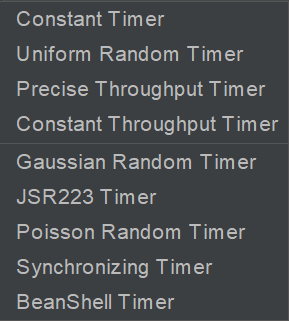 Constant Timer
Uniform Random Timer
Precise Throughput Timer
Constant Throughput Timer
Gaussian Random Timer
JSR223 Timer
Poisson Random Timer
Synchronizing Timer
BeanShell Timer